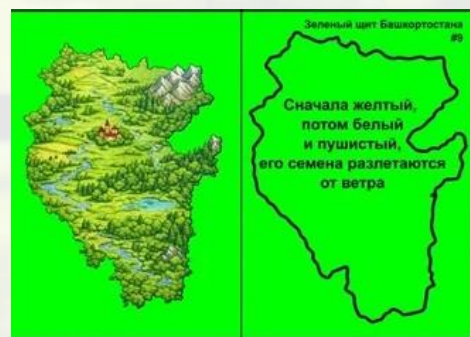 Зеленый щит Башкортостана
#9
Сначала желтый,
потом белый
и пушистый,
его семена разлетаются
от ветра